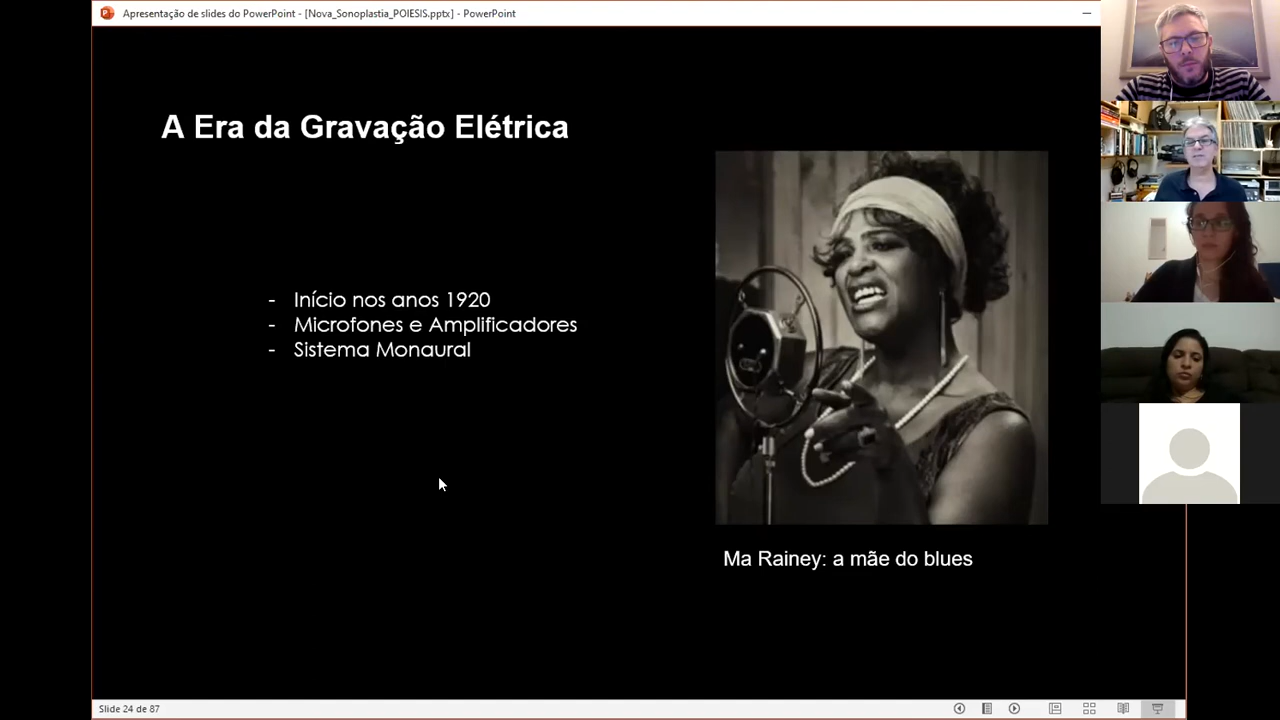 Apresentação de slides do PowerPoint - [Nova_Sonoplastia_POIESIS.pptx] - PowerPoint
A Era da Gravação Elétrica
- Início nos anos 1920
- Microfones e Amplificadores
- Sistema Monaural
Ma Rainey: a mãe do blues
Slide 24 de 87